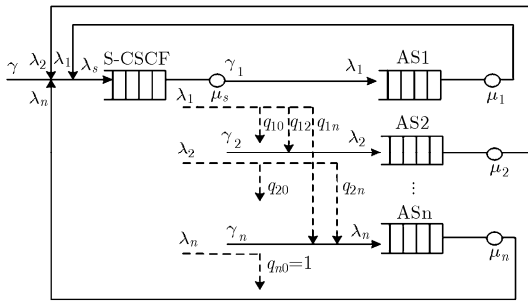 S-CSCF
γ λ₂ λ₁ λₛ μₛ γ₁ λ₁ AS1 μ₁
λₙ
λ₁ q₁₀ q₁₂ q₁ₙ
γ₂ λ₂ AS2 μ₂
λ₂ q₂₀ q₂ₙ
⋮
γₙ λₙ ASn μₙ
λₙ qₙ₀=1